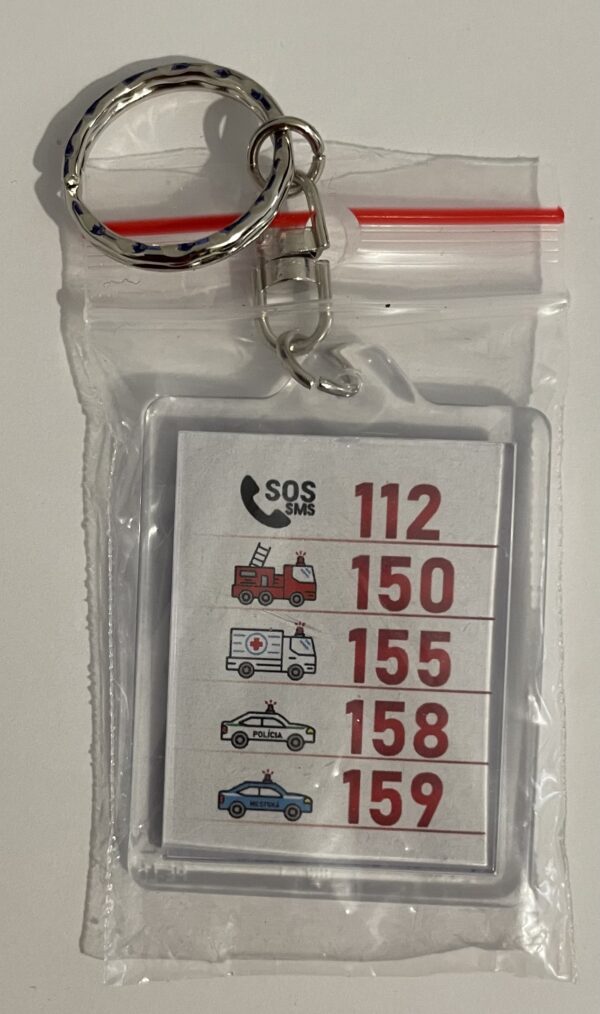 SOS 112
SMS
150
155
POLÍCIA 158
MESTSKÁ 159